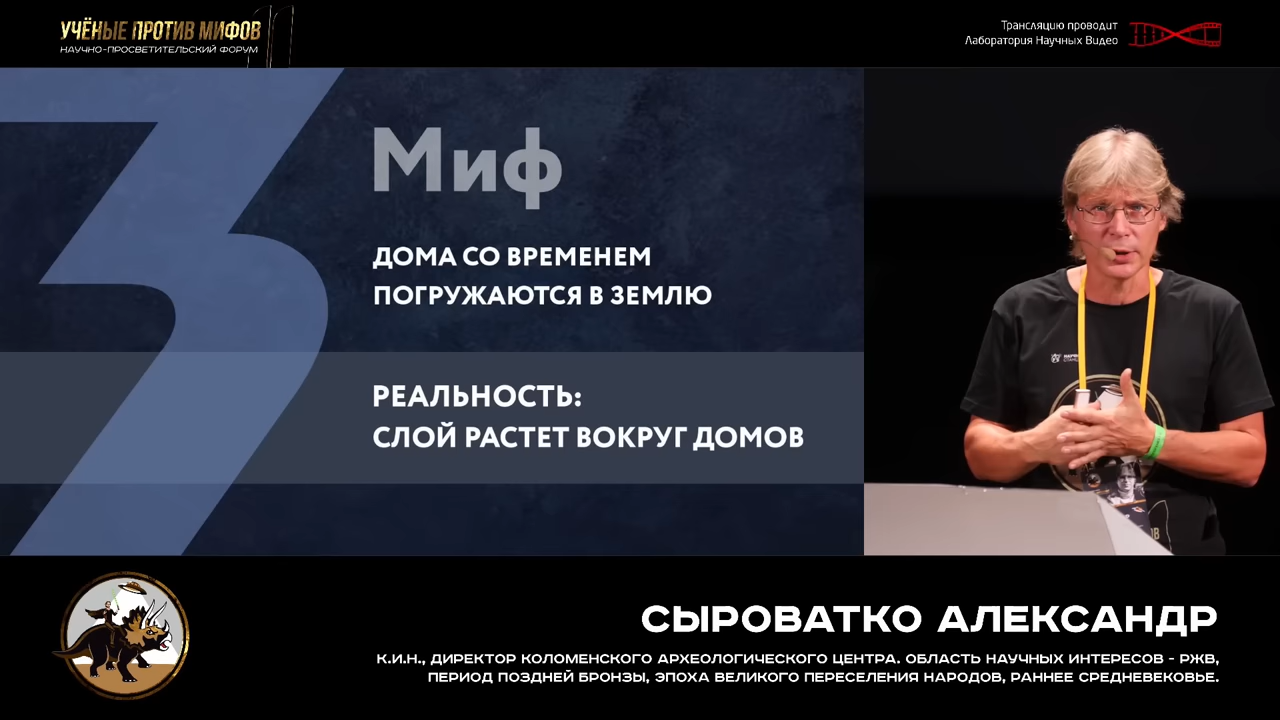 УЧЁНЫЕ ПРОТИВ МИФОВ 11
НАУЧНО-ПРОСВЕТИТЕЛЬСКИЙ ФОРУМ
Трансляцию проводит
Лаборатория Научных Видео
3
Миф
ДОМА СО ВРЕМЕНЕМ
ПОГРУЖАЮТСЯ В ЗЕМЛЮ
РЕАЛЬНОСТЬ:
СЛОЙ РАСТЕТ ВОКРУГ ДОМОВ
СЫРОВАТКО АЛЕКСАНДР
К.И.Н., ДИРЕКТОР КОЛОМЕНСКОГО АРХЕОЛОГИЧЕСКОГО ЦЕНТРА. ОБЛАСТЬ НАУЧНЫХ ИНТЕРЕСОВ - РЖВ,
ПЕРИОД ПОЗДНЕЙ БРОНЗЫ, ЭПОХА ВЕЛИКОГО ПЕРЕСЕЛЕНИЯ НАРОДОВ, РАННЕЕ СРЕДНЕВЕКОВЬЕ.